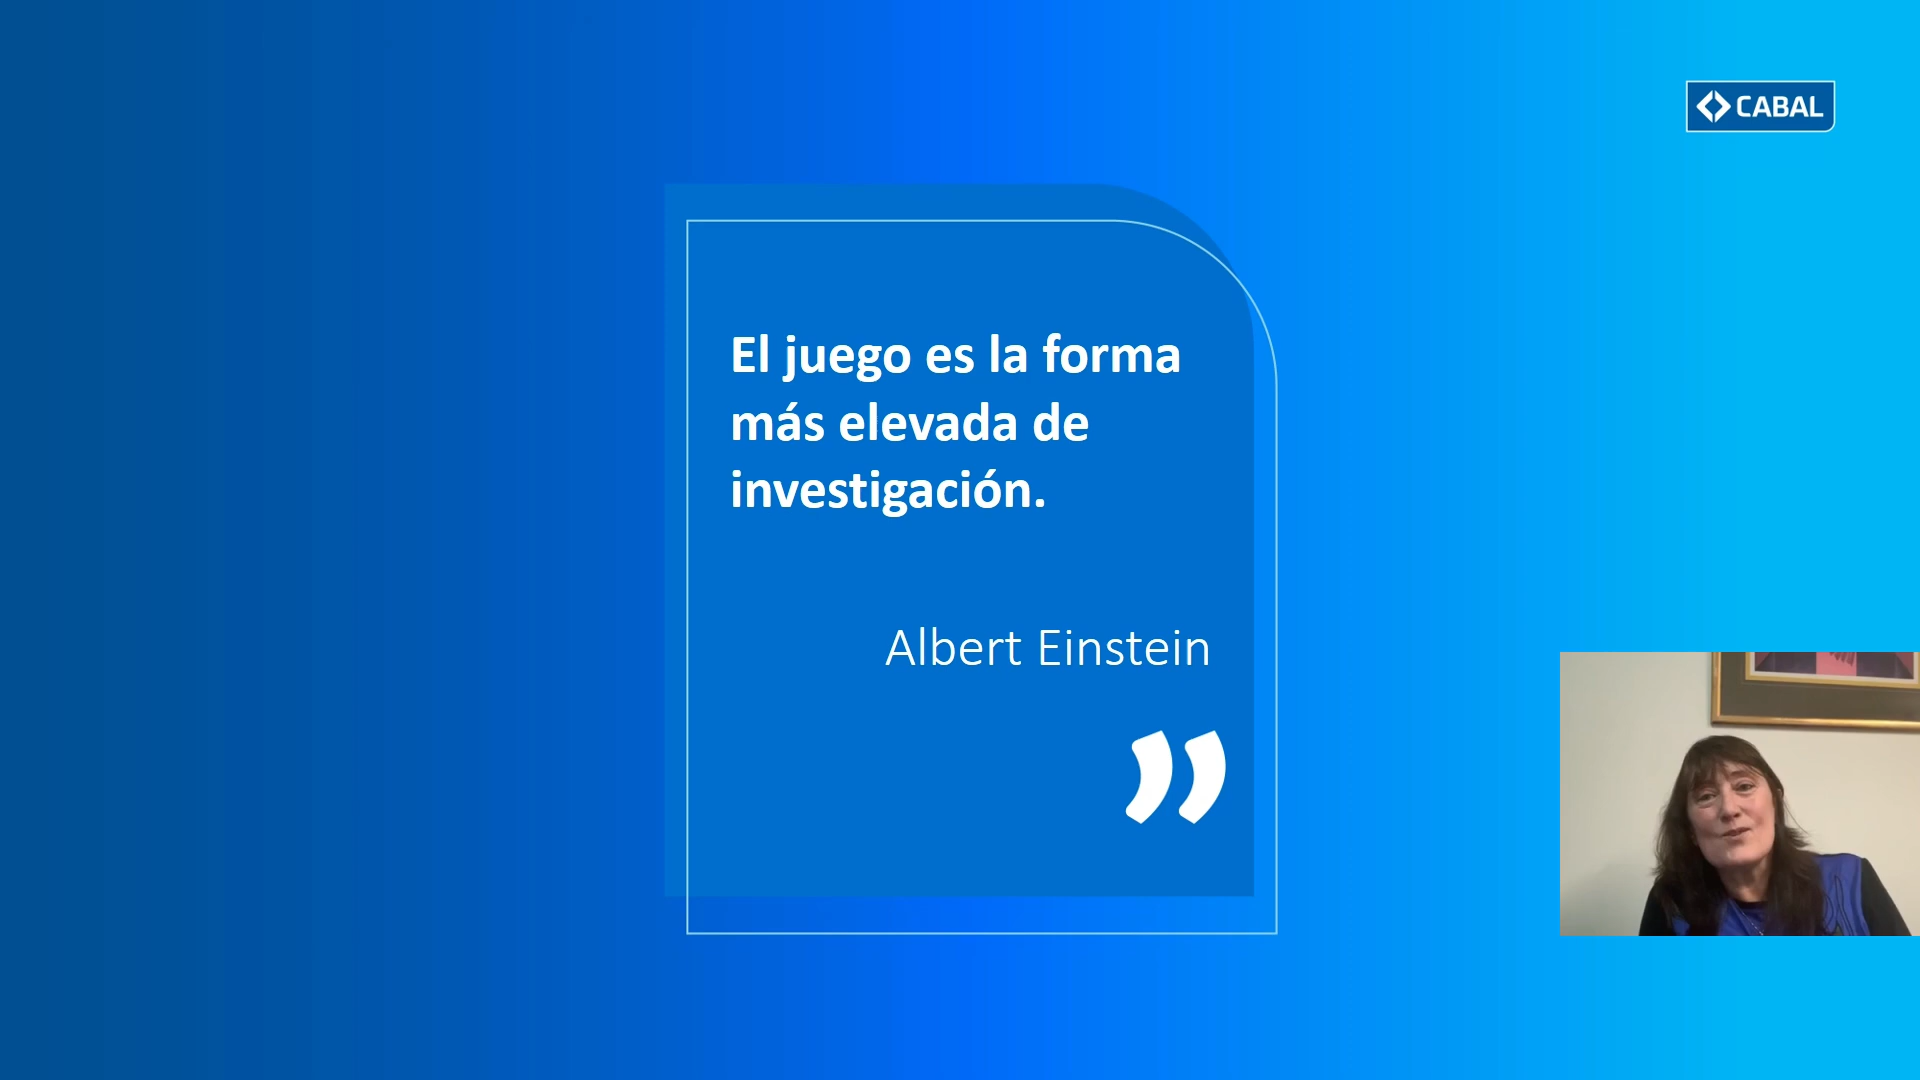 CABAL
El juego es la forma
más elevada de
investigación.
Albert Einstein
”